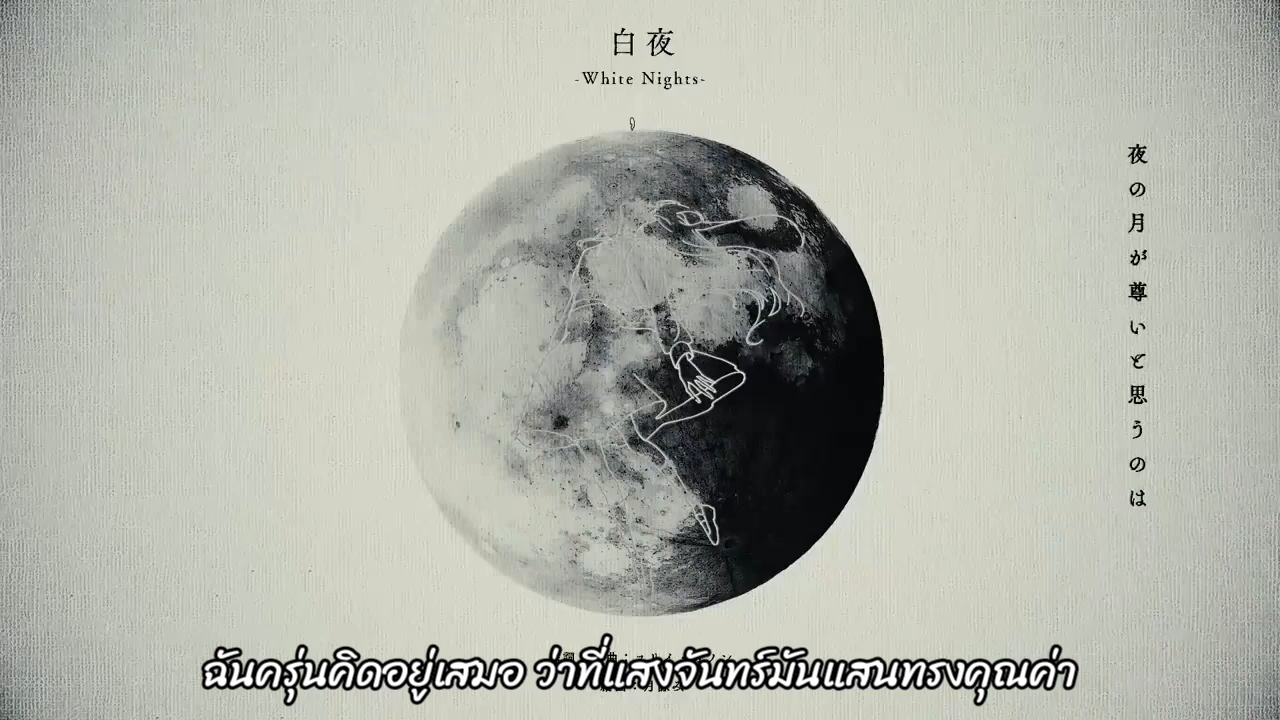 白夜
-White Nights-
夜の月が尊いと思うのは
ฉันครุ่นคิดอยู่เสมอ ว่าที่แสงจันทร์มันแสนทรงคุณค่า